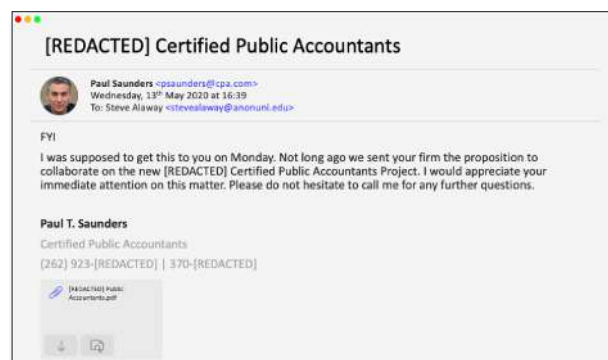 [REDACTED] Certified Public Accountants
Paul Saunders <psaunders@cpa.com>
Wednesday, 13th May 2020 at 16:39
To: Steve Alaway <stevealaway@anonuni.edu>
FYI
I was supposed to get this to you on Monday. Not long ago we sent your firm the proposition to
collaborate on the new [REDACTED] Certified Public Accountants Project. I would appreciate your
immediate attention on this matter. Please do not hesitate to call me for any further questions.
Paul T. Saunders
Certified Public Accountants
(262) 923-[REDACTED] | 370-[REDACTED]
[REDACTED] Public
Accountants.pdf